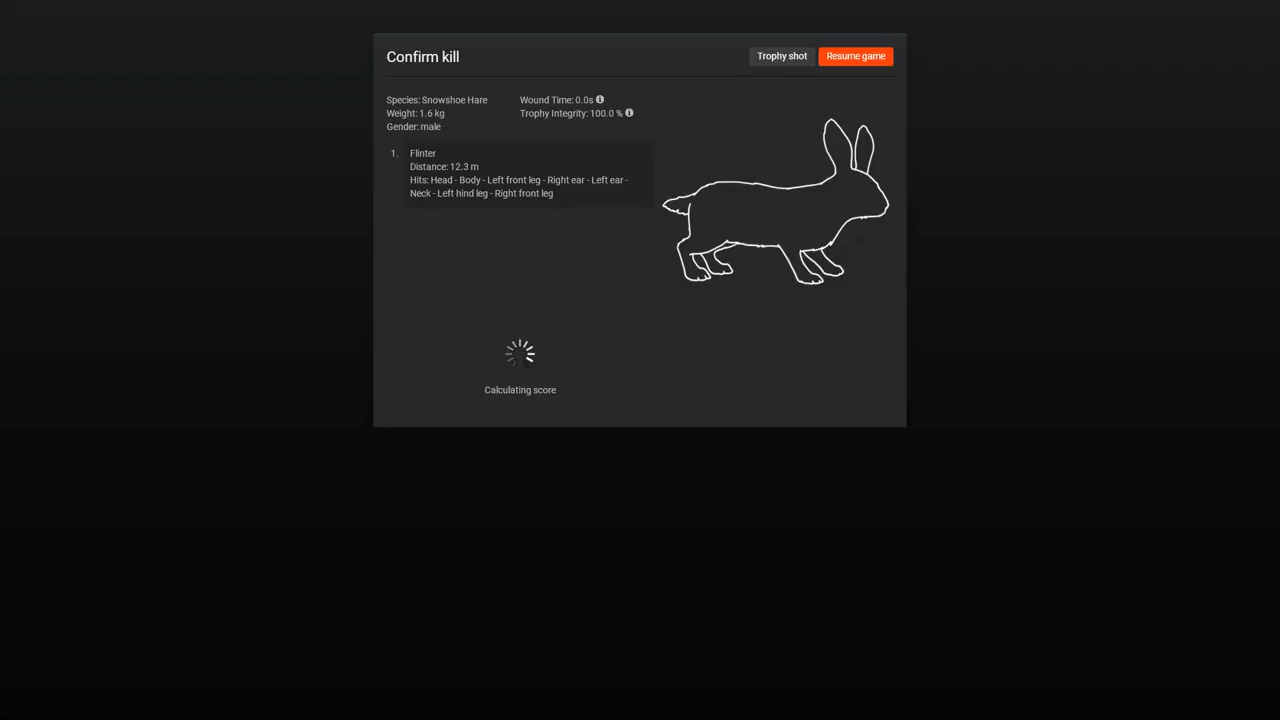 Confirm kill
Trophy shot
Resume game
Species: Snowshoe Hare
Weight: 1.6 kg
Gender: male
Wound Time: 0.0s
Trophy Integrity: 100.0 %
1. Flinter
Distance: 12.3 m
Hits: Head - Body - Left front leg - Right ear - Left ear -
Neck - Left hind leg - Right front leg
Calculating score